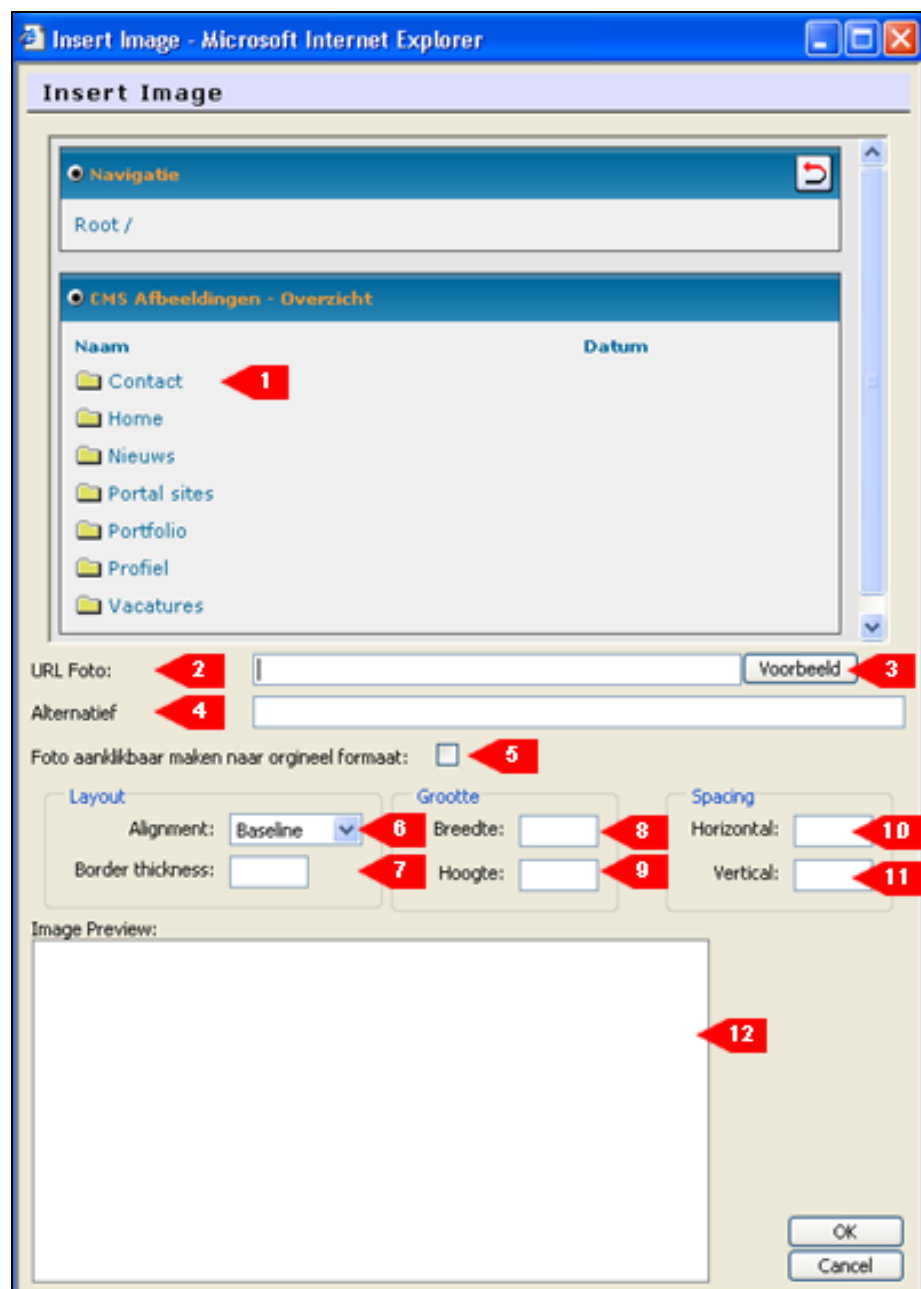 Insert Image - Microsoft Internet Explorer
Insert Image
Navigatie
Root /
CMS Afbeeldingen - Overzicht
Naam Datum
Contact 1
Home
Nieuws
Portal sites
Portfolio
Profiel
Vacatures
URL Foto: 2 Voorbeeld 3
Alternatief 4
Foto aanklikbaar maken naar orgineel formaat: 5
Layout Grootte Spacing
Alignment: Baseline 6 Breedte: 8 Horizontal: 10
Border thickness: 7 Hoogte: 9 Vertical: 11
Image Preview:
12
OK
Cancel